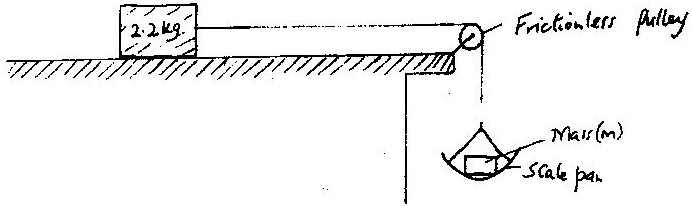 2.2kg
Frictionless Pulley
Mass(m)
Scale pan